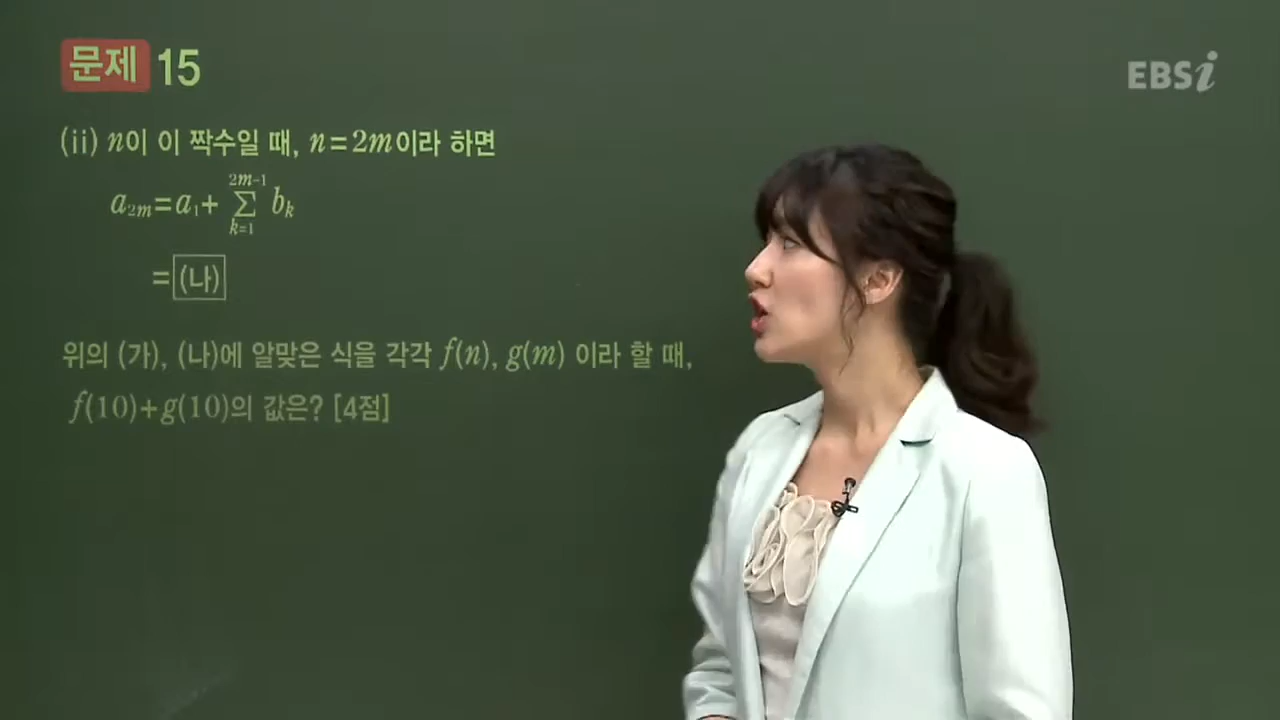 문제 15
EBSi
(ii) n이 이 짝수일 때, n=2m이라 하면
a₂ₘ=a₁+ 2m-1 Σ k=1 bₖ
=(나)
위의 (가), (나)에 알맞은 식을 각각 f(n), g(m) 이라 할 때,
f(10)+g(10)의 값은? [4점]